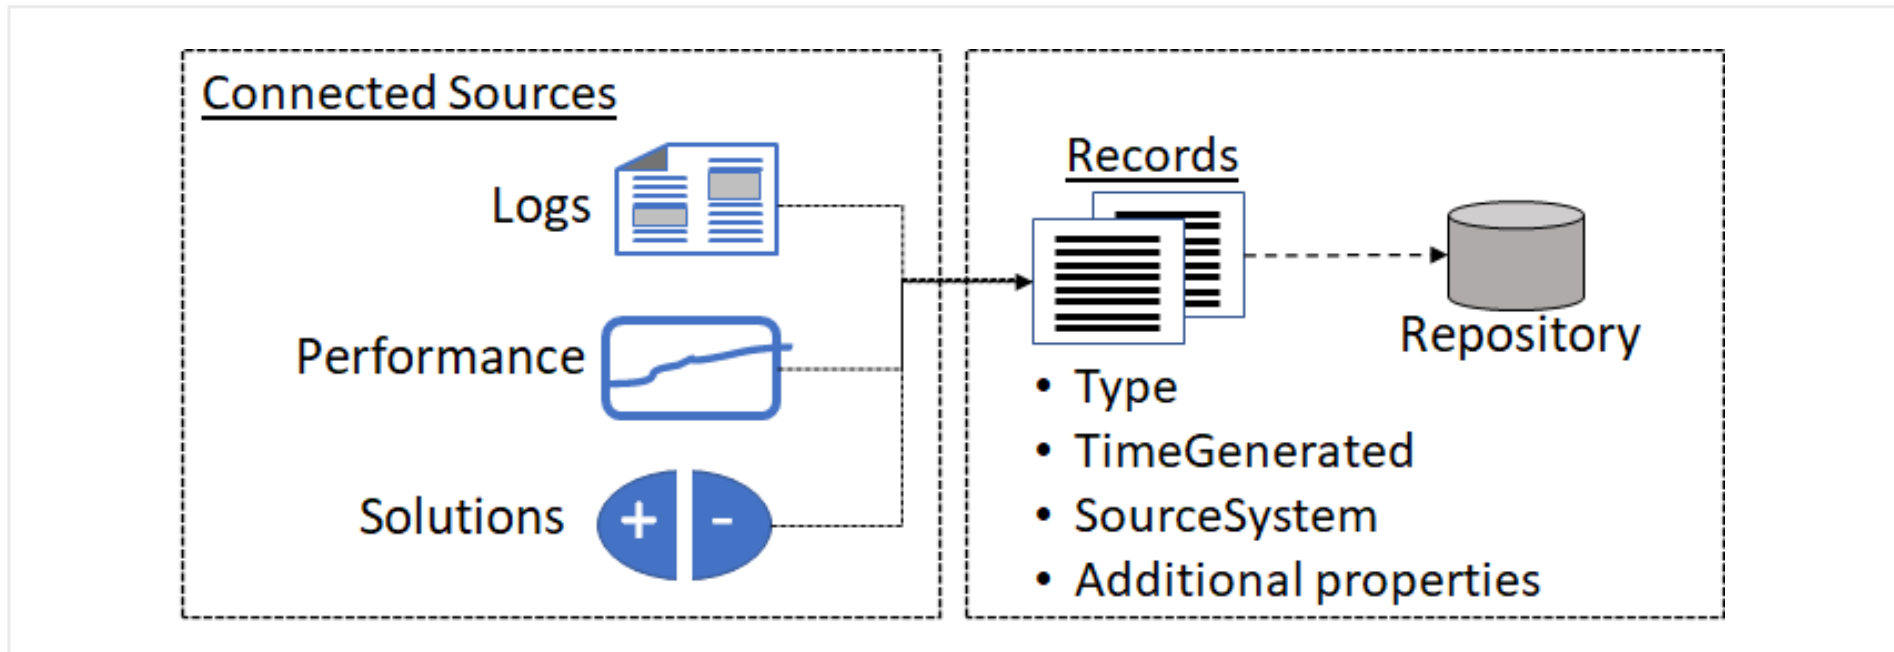 Connected Sources
Logs
Performance
Solutions
+ -
Records
• Type
• TimeGenerated
• SourceSystem
• Additional properties
Repository